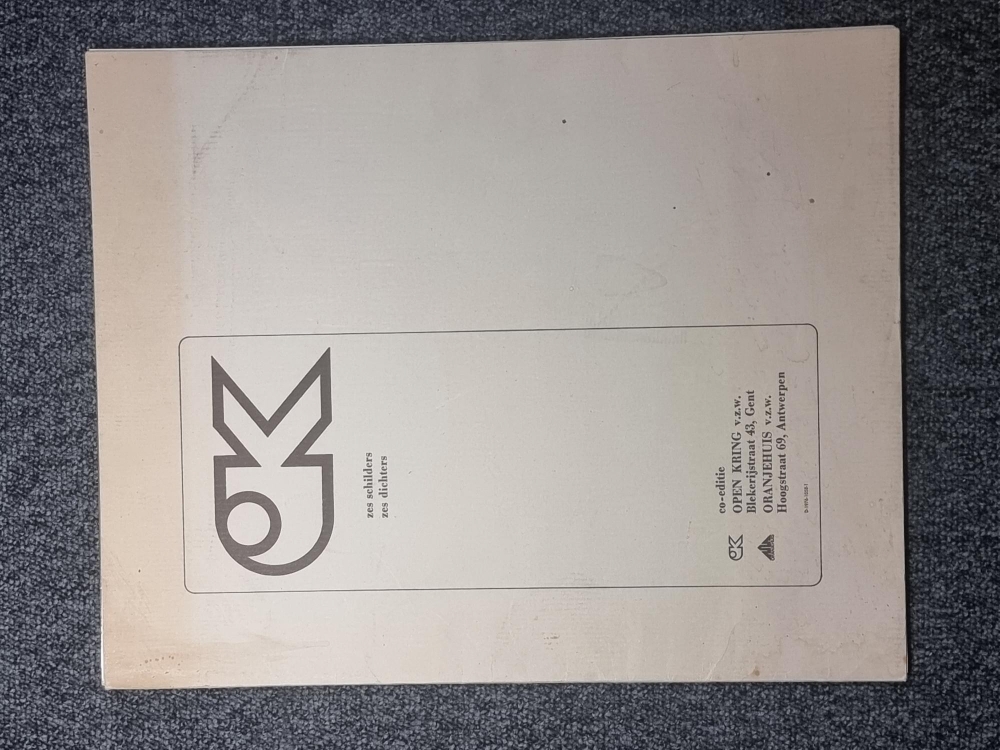 zes schilders
zes dichters
co-editie
OPEN KRING v.z.w.
Blekerijstraat 43, Gent
ORANJEHUIS v.z.w.
Hoogstraat 69, Antwerpen